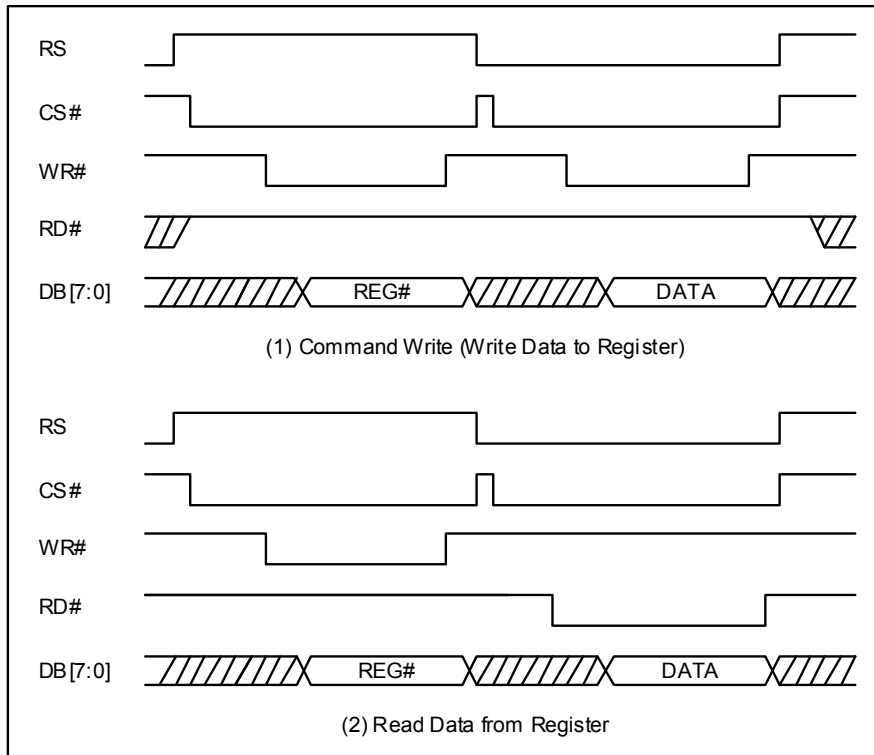 RS
CS#
WR#
RD#
DB[7:0] REG# DATA
(1) Command Write (Write Data to Register)
RS
CS#
WR#
RD#
DB[7:0] REG# DATA
(2) Read Data from Register